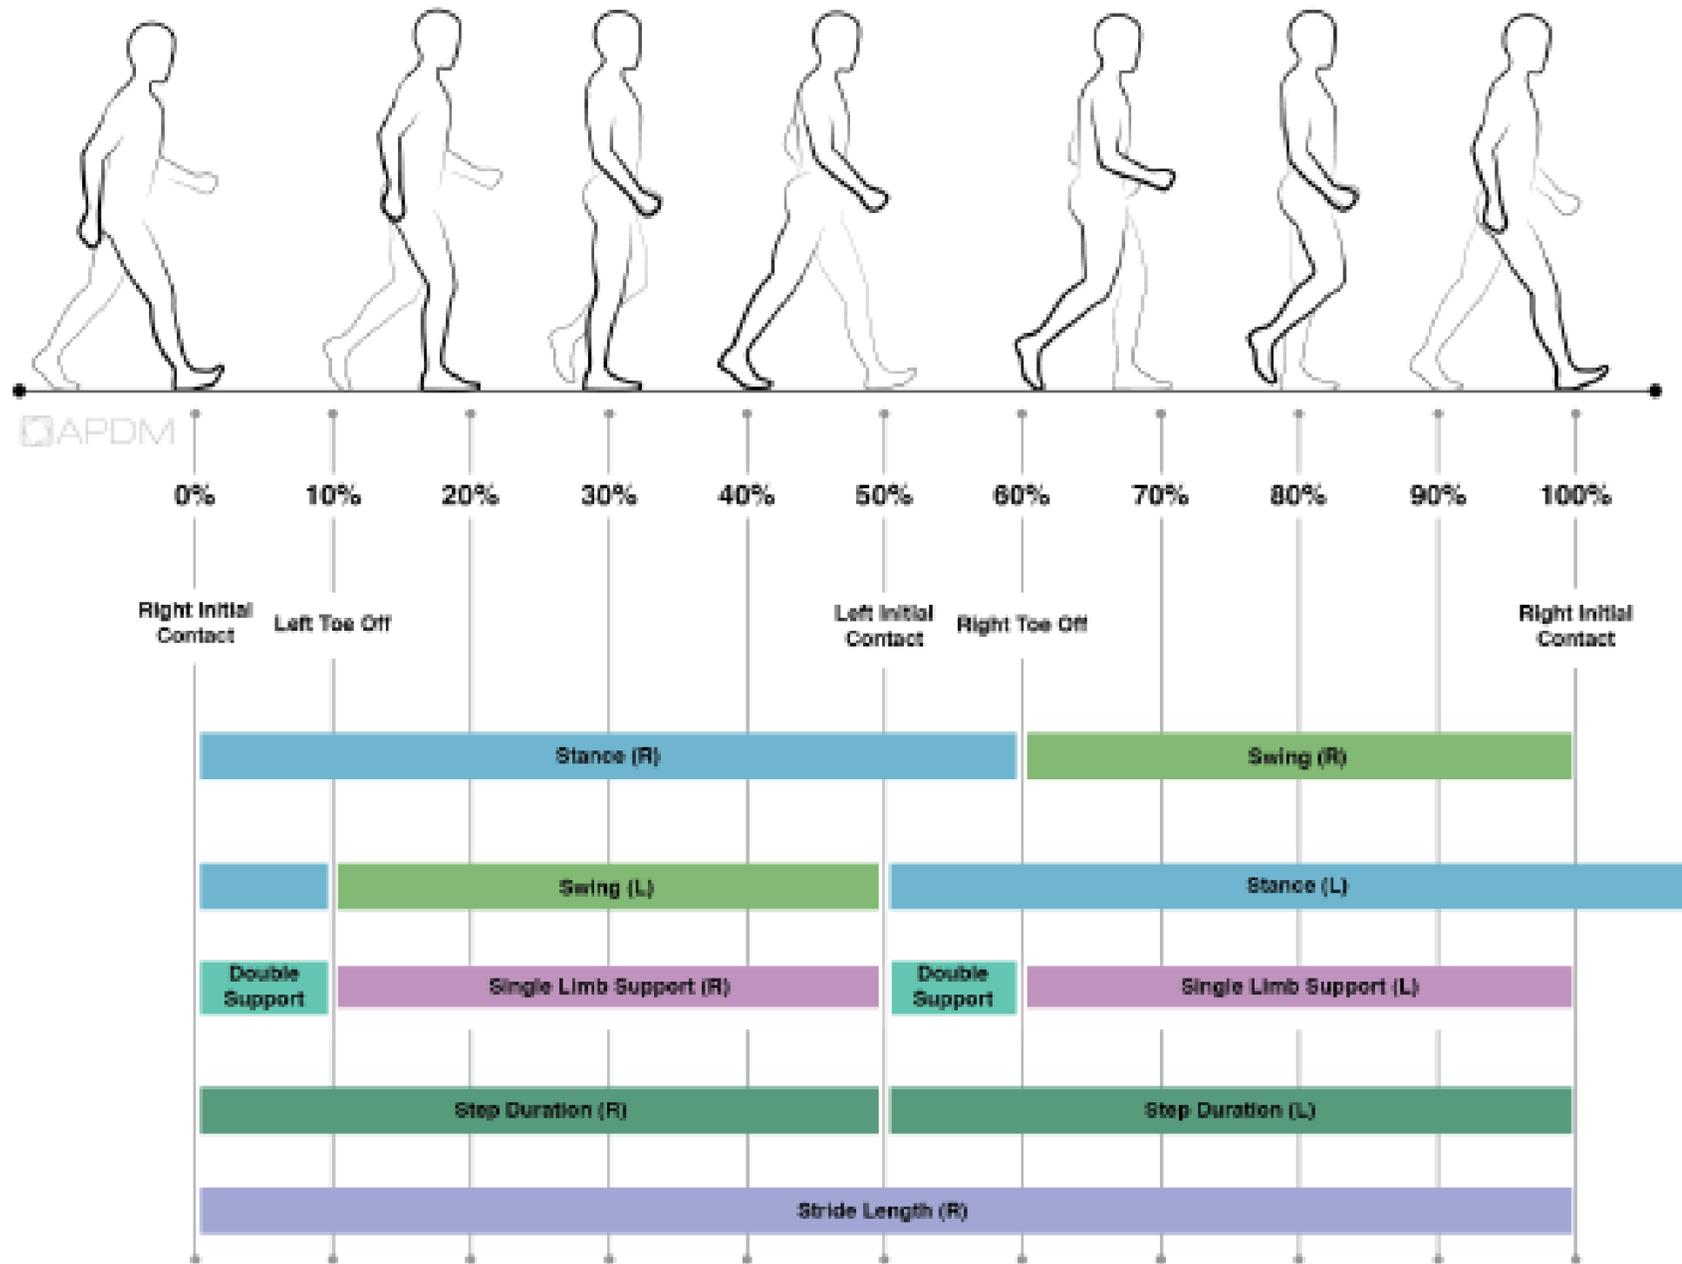 APDM
0% 10% 20% 30% 40% 50% 60% 70% 80% 90% 100%
Right Initial
Contact
Left Toe Off
Left Initial
Contact
Right Toe Off
Right Initial
Contact
Stance (R)
Swing (R)
Swing (L)
Stance (L)
Double
Support
Single Limb Support (R)
Double
Support
Single Limb Support (L)
Step Duration (R)
Step Duration (L)
Stride Length (R)